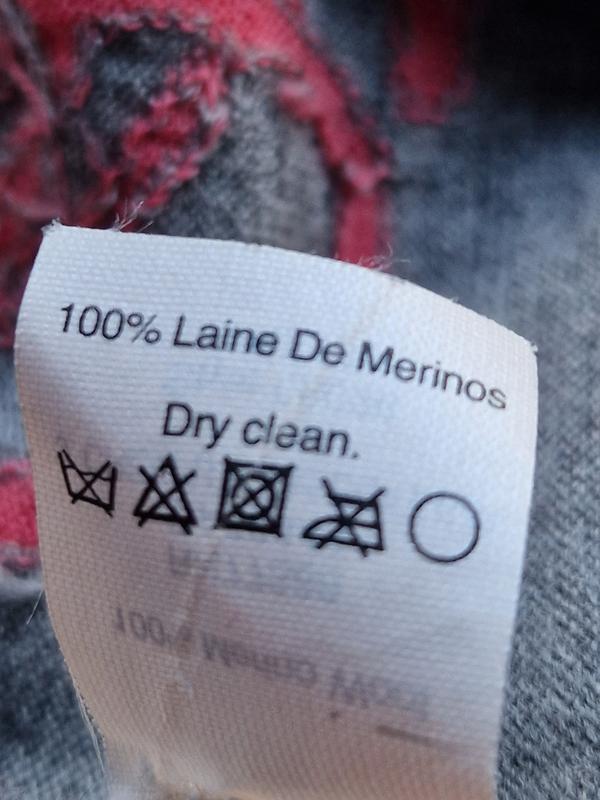 100% Laine De Merinos
Dry clean.